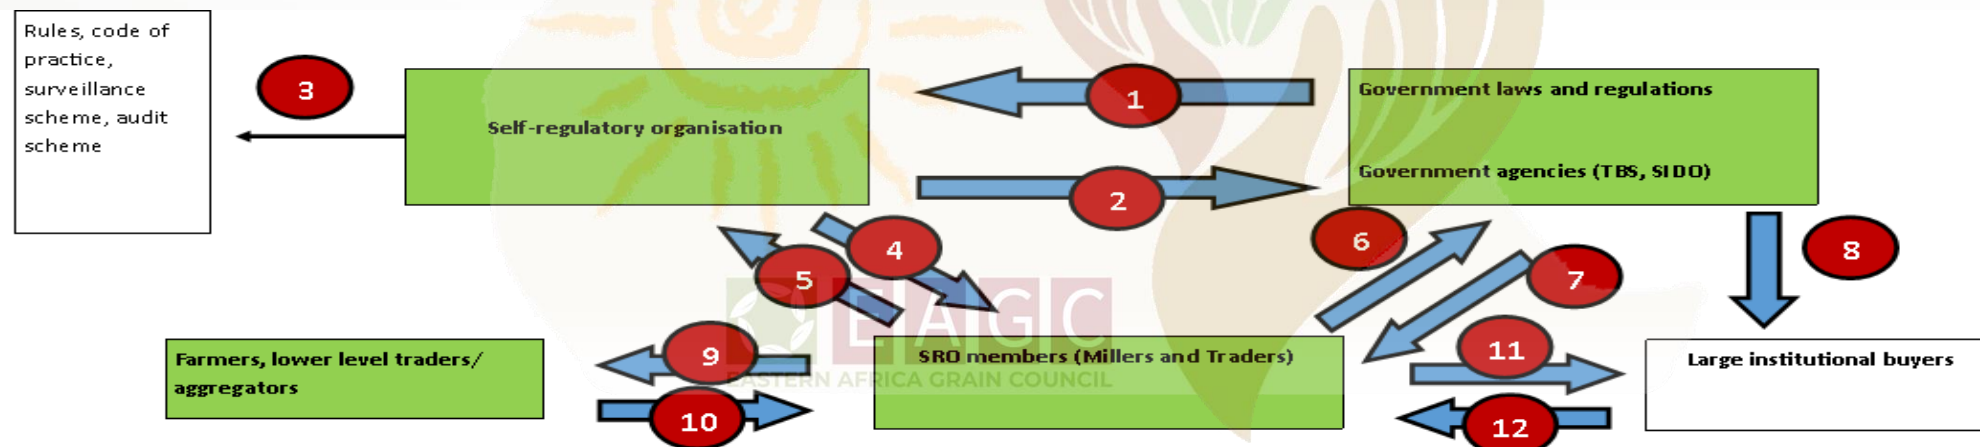 Rules, code of
practice,
surveillance
scheme, audit
scheme
3
Self-regulatory organisation
1
2
Government laws and regulations
Government agencies (TBS, SIDO)
4
5
6
7
8
EAGC
EASTERN AFRICA GRAIN COUNCIL
Farmers, lower level traders/
aggregators
9
10
SRO members (Millers and Traders)
11
12
Large institutional buyers